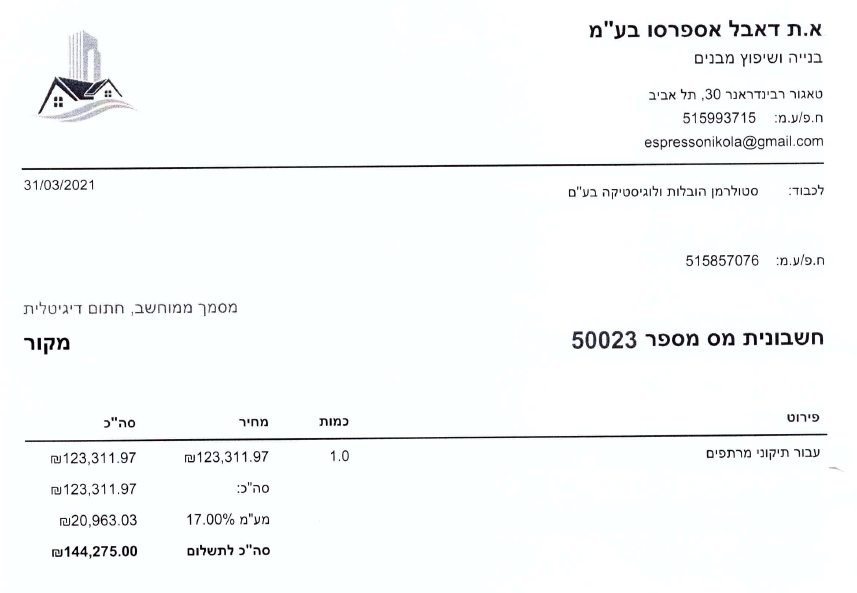 א.ת דאבל אספרסו בע"מ
בנייה ושיפוץ מבנים
טאגור רבינדראנר 30, תל אביב
ח.פ/ע.מ: 515993715
espressonikola@gmail.com
31/03/2021
לכבוד: סטולרמן הובלות ולוגיסטיקה בע"ם
ח.פ/ע.מ: 515857076
מסמך ממוחשב, חתום דיגיטלית
חשבונית מס מספר 50023
מקור
פירוט כמות מחיר סה"כ
עבור תיקוני מרתפים 1.0 ₪123,311.97 ₪123,311.97
סה"כ: ₪123,311.97
מע"מ 17.00% ₪20,963.03
סה"כ לתשלום ₪144,275.00